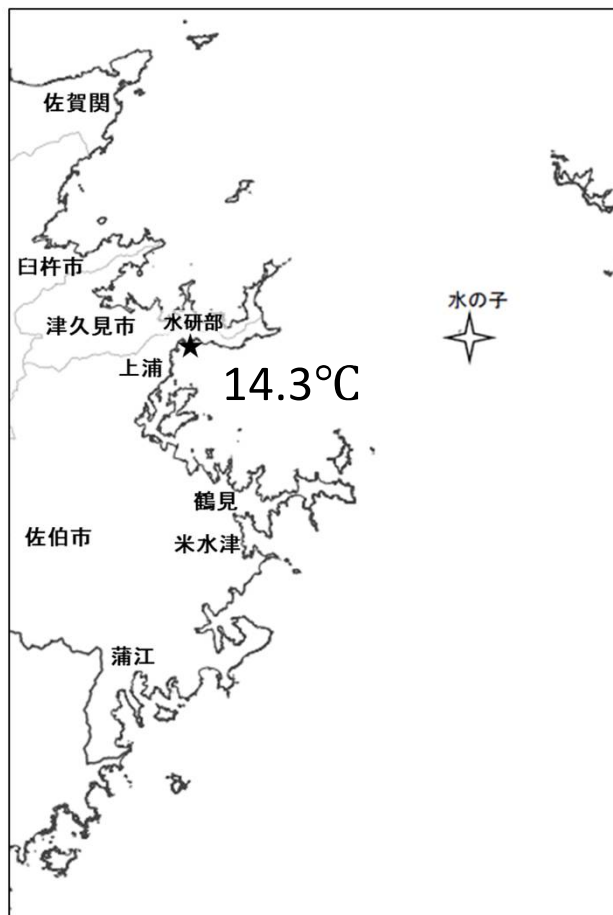 佐賀関
臼杵市
水の子
津久見市
水研部
上浦
14.3℃
鶴見
佐伯市
米水津
蒲江